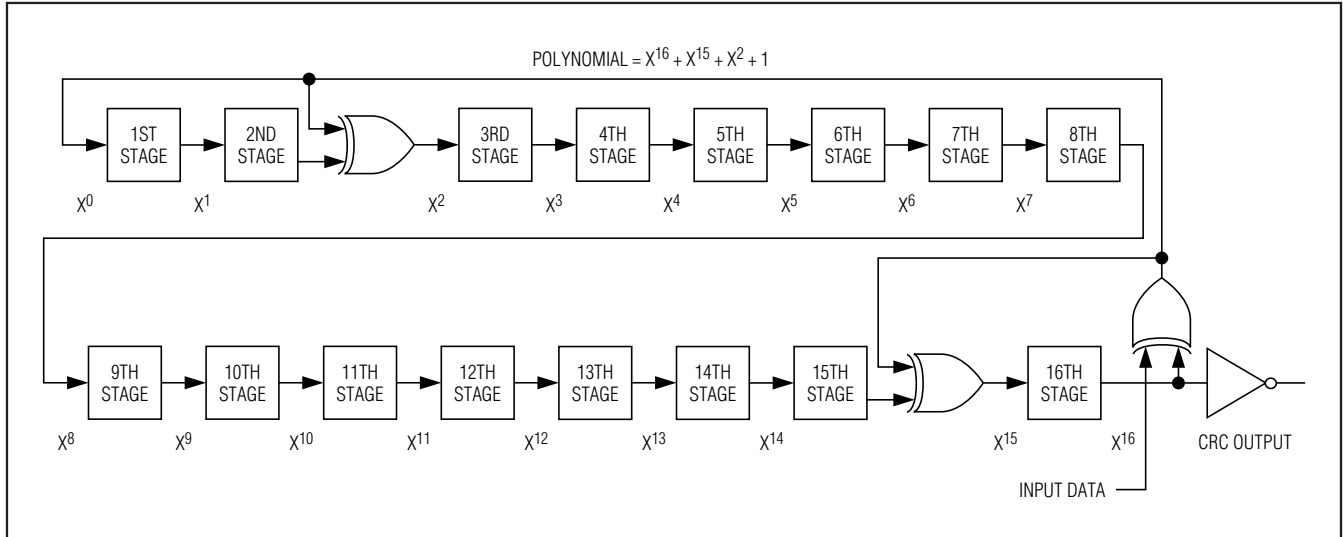 POLYNOMIAL = X16 + X15 + X2 + 1
1ST STAGE
2ND STAGE
3RD STAGE
4TH STAGE
5TH STAGE
6TH STAGE
7TH STAGE
8TH STAGE
X0
X1
X2
X3
X4
X5
X6
X7
9TH STAGE
10TH STAGE
11TH STAGE
12TH STAGE
13TH STAGE
14TH STAGE
15TH STAGE
16TH STAGE
X8
X9
X10
X11
X12
X13
X14
X15
X16
CRC OUTPUT
INPUT DATA